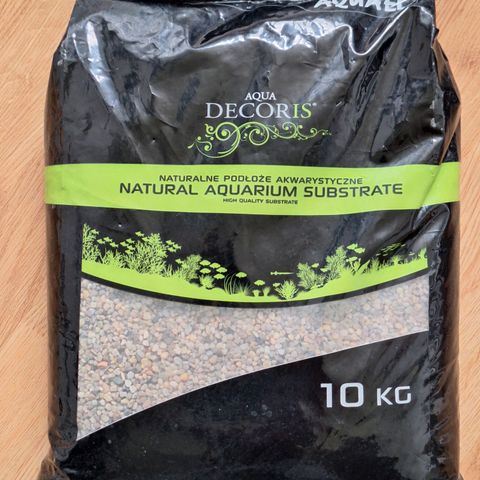 AQUAEL
AQUA
DECORIS®
NATURALNE PODŁOŻE AKWARYSTYCZNE
NATURAL AQUARIUM SUBSTRATE
HIGH QUALITY SUBSTRATE
10 KG